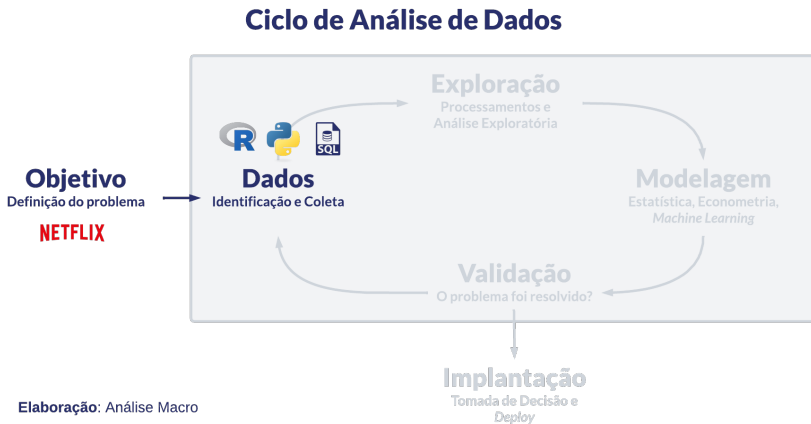 Ciclo de Análise de Dados
Exploração
Processamentos e
Análise Exploratória
R
SQL
Objetivo
Definição do problema
NETFLIX
Dados
Identificação e Coleta
Modelagem
Estatística, Econometria,
Machine Learning
Validação
O problema foi resolvido?
Implantação
Tomada de Decisão e
Deploy
Elaboração: Análise Macro